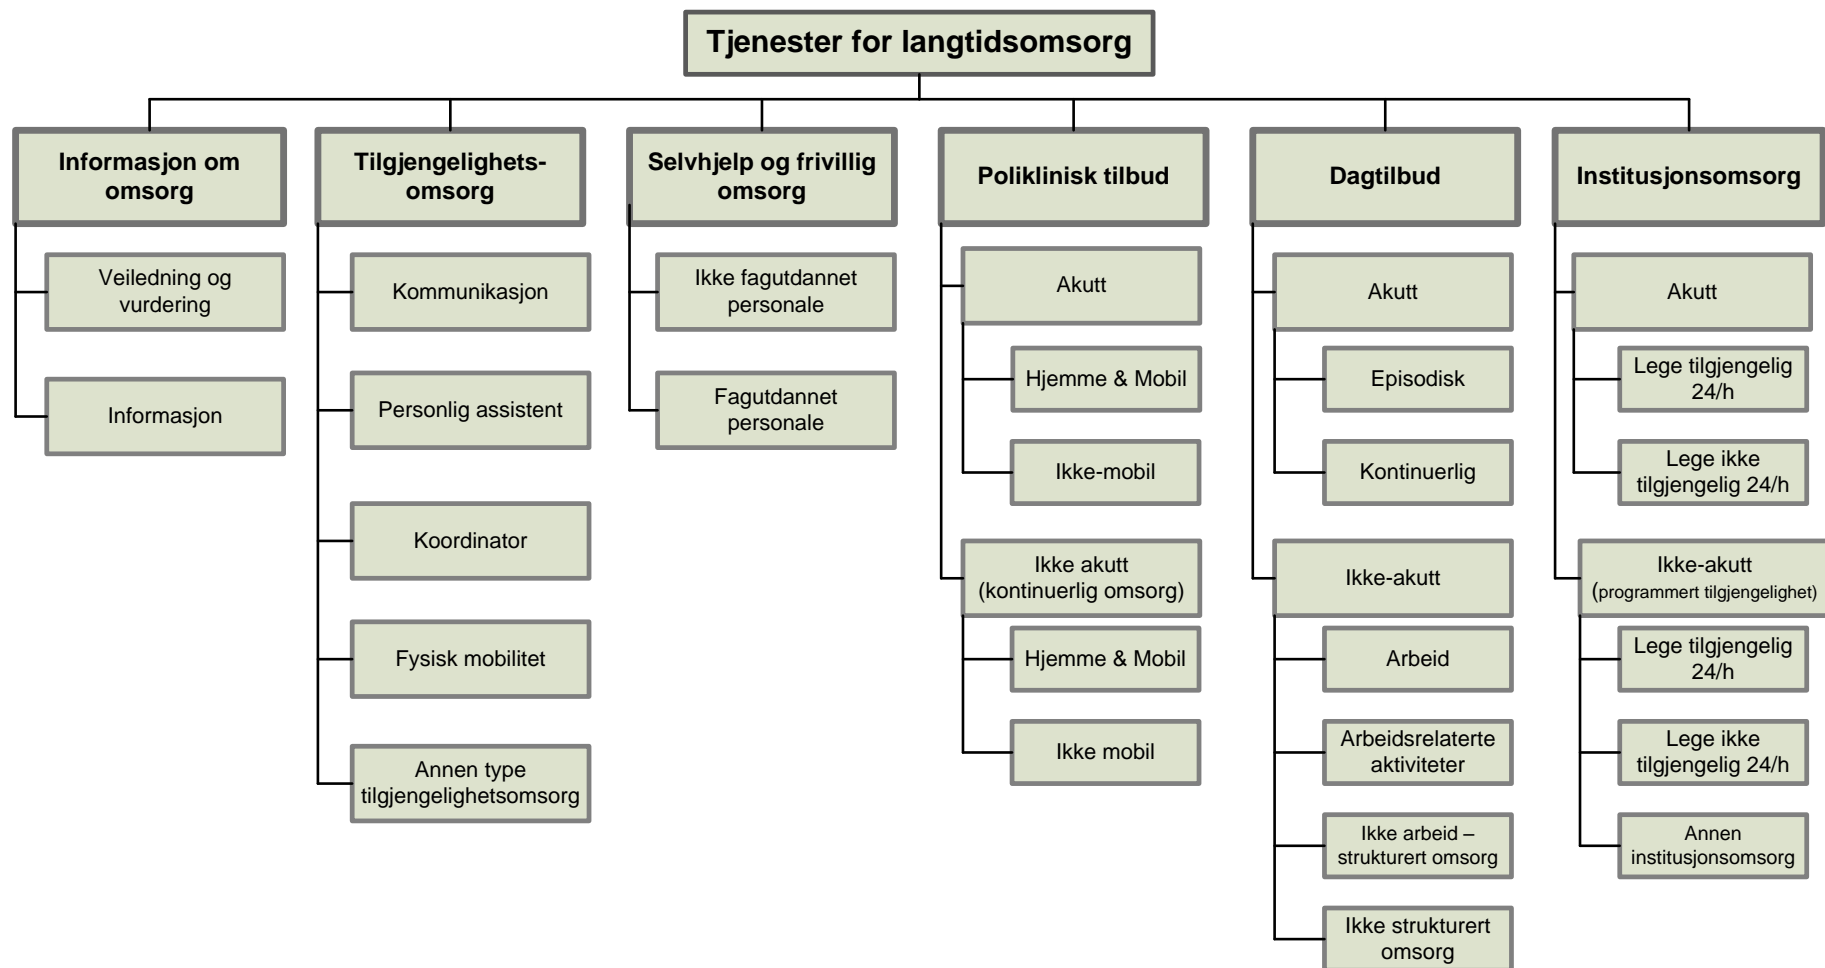 Tjenester for langtidsomsorg
Informasjon om
omsorg
Veiledning og
vurdering
Informasjon
Tilgjengelighets-
omsorg
Kommunikasjon
Personlig assistent
Koordinator
Fysisk mobilitet
Annen type
tilgjengelighetsomsorg
Selvhjelp og frivillig
omsorg
Ikke fagutdannet
personale
Fagutdannet
personale
Poliklinisk tilbud
Akutt
Hjemme & Mobil
Ikke-mobil
Ikke akutt
(kontinuerlig omsorg)
Hjemme & Mobil
Ikke mobil
Dagtilbud
Akutt
Episodisk
Kontinuerlig
Ikke-akutt
Arbeid
Arbeidsrelaterte
aktiviteter
Ikke arbeid –
strukturert omsorg
Ikke strukturert
omsorg
Institusjonsomsorg
Akutt
Lege tilgjengelig
24/h
Lege ikke
tilgjengelig 24/h
Ikke-akutt
(programmert tilgjengelighet)
Lege tilgjengelig
24/h
Lege ikke
tilgjengelig 24/h
Annen
institusjonsomsorg